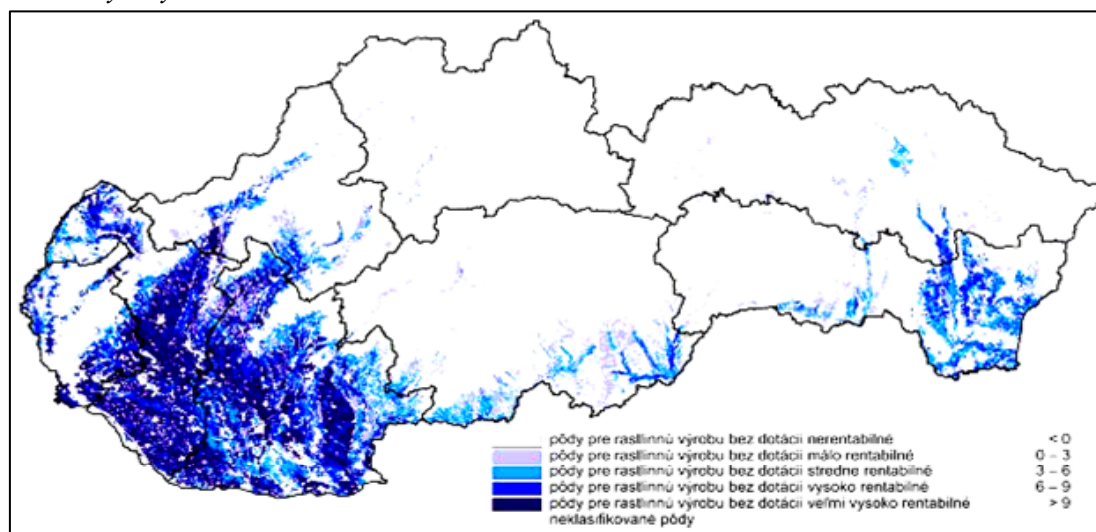 pôdy pre rastlinnú výrobu bez dotácií nerentabilné < 0
pôdy pre rastlinnú výrobu bez dotácií málo rentabilné 0 – 3
pôdy pre rastlinnú výrobu bez dotácií stredne rentabilné 3 – 6
pôdy pre rastlinnú výrobu bez dotácií vysoko rentabilné 6 – 9
pôdy pre rastlinnú výrobu bez dotácií veľmi vysoko rentabilné > 9
neklasifikované pôdy